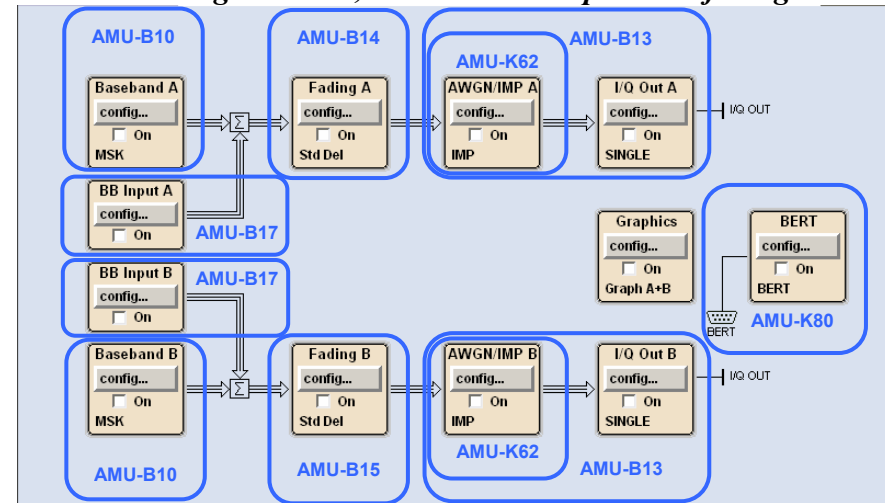 AMU-B10
AMU-B14
AMU-B13
AMU-K62
Baseband A
config...
On
MSK
Fading A
config...
On
Std Del
AWGN/IMP A
config...
On
IMP
I/Q Out A
config...
On
SINGLE
I/Q OUT
BB Input A
config...
On
AMU-B17
BB Input B
config...
On
AMU-B17
Graphics
config...
On
Graph A+B
BERT
config...
On
BERT
BERT
AMU-K80
Baseband B
config...
On
MSK
Fading B
config...
On
Std Del
AWGN/IMP B
config...
On
IMP
I/Q Out B
config...
On
SINGLE
I/Q OUT
AMU-B10
AMU-B15
AMU-K62
AMU-B13